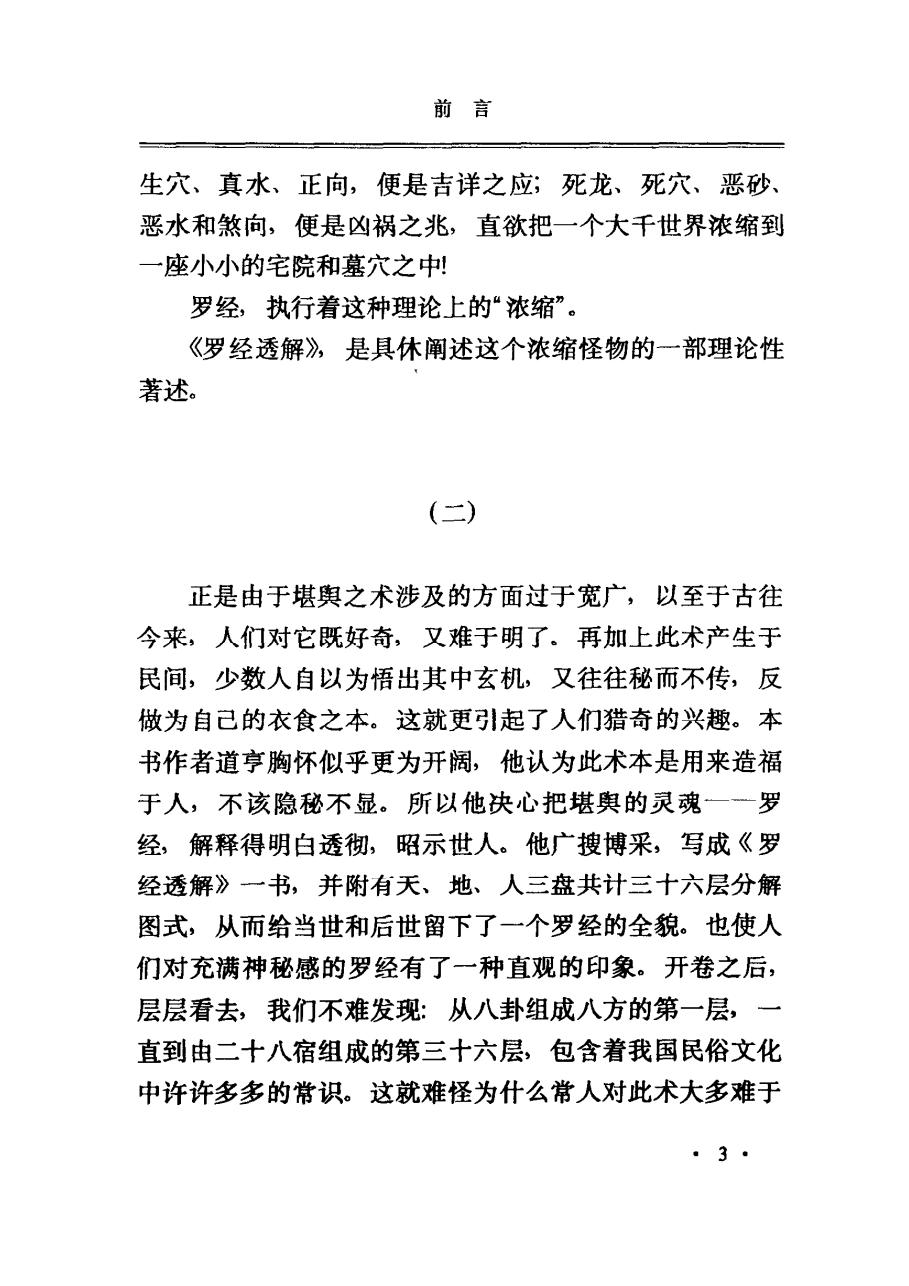 前 言
生穴、真水、正向，便是吉详之应；死龙、死穴、恶砂、
恶水和煞向，便是凶祸之兆，直欲把一个大千世界浓缩到
一座小小的宅院和墓穴之中！
罗经，执行着这种理论上的“浓缩”。
《罗经透解》，是具休阐述这个浓缩怪物的一部理论性
著述。
(二)
正是由于堪舆之术涉及的方面过于宽广，以至于古往
今来，人们对它既好奇，又难于明了。再加上此术产生于
民间，少数人自以为悟出其中玄机，又往往秘而不传，反
做为自己的衣食之本。这就更引起了人们猎奇的兴趣。本
书作者道亨胸怀似乎更为开阔，他认为此术本是用来造福
于人，不该隐秘不显。所以他决心把堪舆的灵魂——罗
经，解释得明白透彻，昭示世人。他广搜博采，写成《罗
经透解》一书，并附有天、地、人三盘共计三十六层分解
图式，从而给当世和后世留下了一个罗经的全貌。也使人
们对充满神秘感的罗经有了一种直观的印象。开卷之后，
层层看去，我们不难发现：从八卦组成八方的第一层，一
直到由二十八宿组成的第三十六层，包含着我国民俗文化
中许许多多的常识。这就难怪为什么常人对此术大多难于
·3·